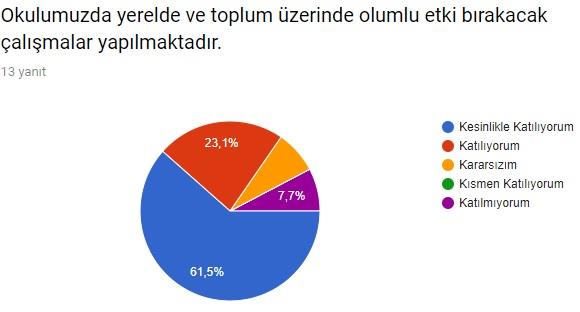 Okulumuzda yerelde ve toplum üzerinde olumlu etki bırakacak
çalışmalar yapılmaktadır.
13 yanıt
Kesinlikle Katılıyorum
Katılıyorum
Kararsızım
Kısmen Katılıyorum
Katılmıyorum
23,1%
7,7%
61,5%